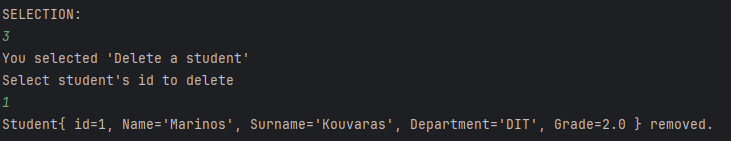 SELECTION:
3
You selected 'Delete a student'
Select student's id to delete
1
Student{ id=1, Name='Marinos', Surname='Kouvaras', Department='DIT', Grade=2.0 } removed.